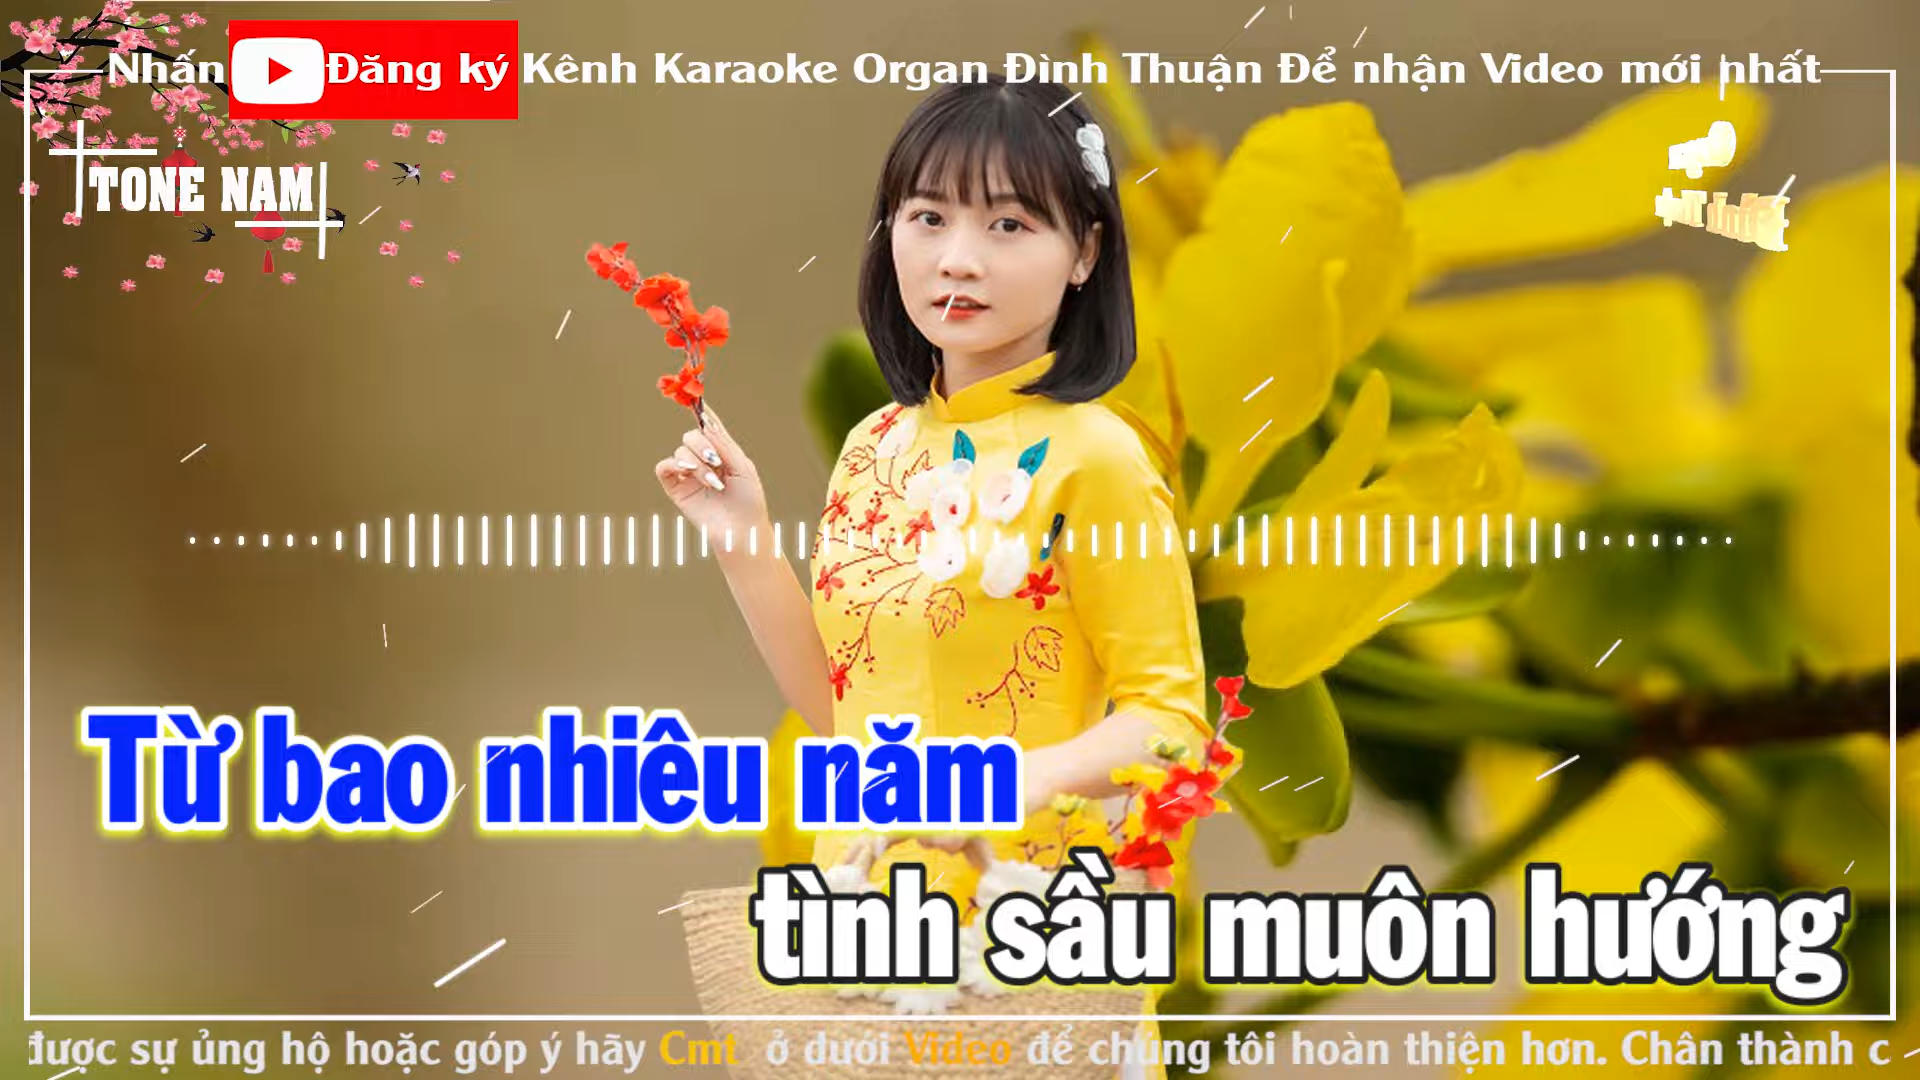 Nhấn Đăng ký Kênh Karaoke Organ Đình Thuận Để nhận Video mới nhất
TONE NAM
Từ bao nhiêu năm
tình sầu muôn hướng
được sự ủng hộ hoặc góp ý hãy Cmt ở dưới Video để chúng tôi hoàn thiện hơn. Chân thành c